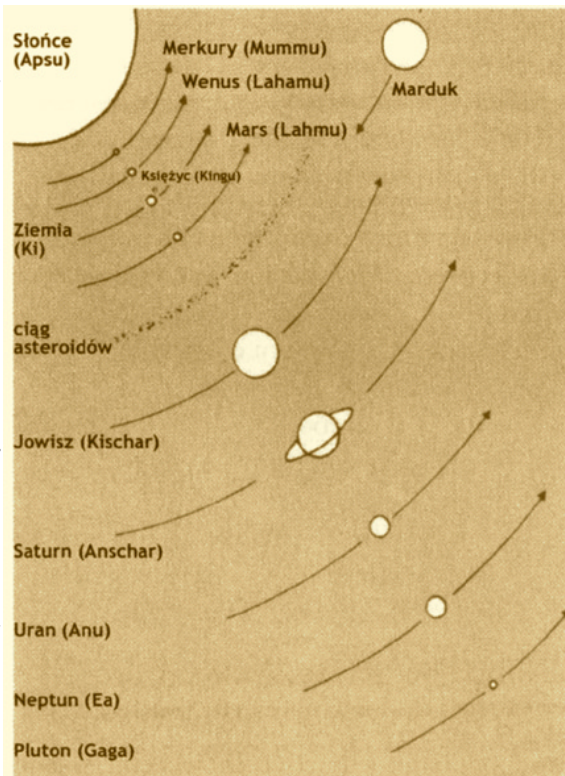 Słońce
(Apsu)
Merkury (Mummu)
Wenus (Lahamu)
Marduk
Mars (Lahmu)
Księżyc (Kingu)
Ziemia
(Ki)
ciąg
asteroidów
Jowisz (Kischar)
Saturn (Anschar)
Uran (Anu)
Neptun (Ea)
Pluton (Gaga)